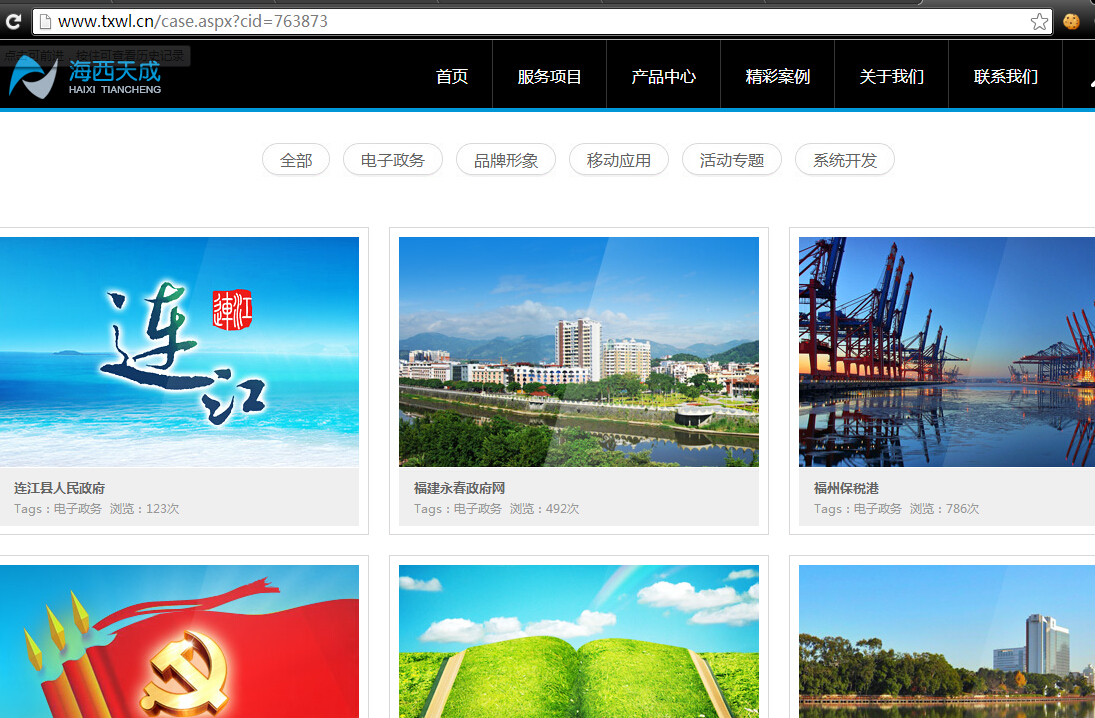 www.txwl.cn/case.aspx?cid=763873
点击可前进，按住可查看历史记录
海西天成
HAIXI TIANCHENG
首页 服务项目 产品中心 精彩案例 关于我们 联系我们
全部 电子政务 品牌形象 移动应用 活动专题 系统开发
连江
連江
连江县人民政府
Tags：电子政务 浏览：123次
福建永春政府网
Tags：电子政务 浏览：492次
福州保税港
Tags：电子政务 浏览：786次